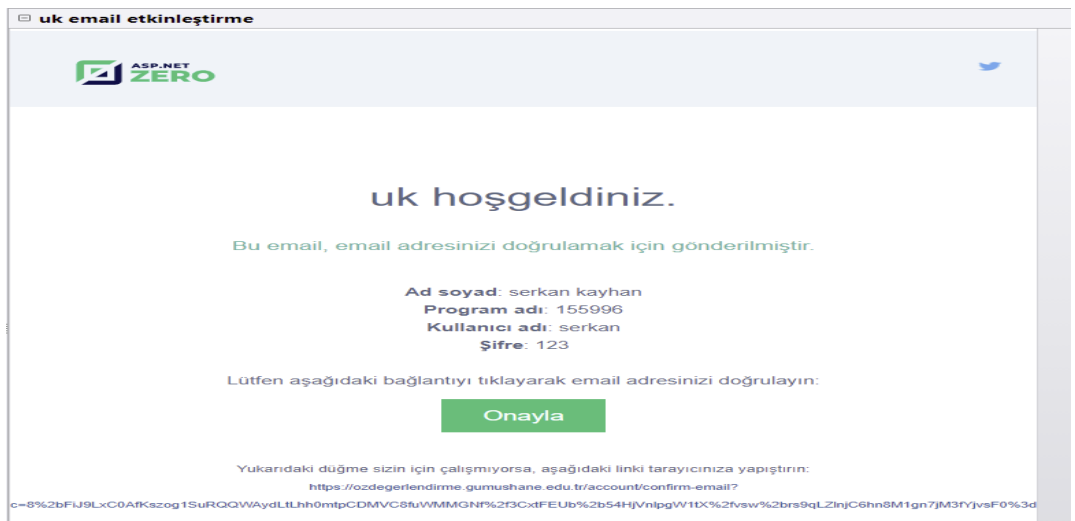 uk email etkinleştirme
ASP.NET
ZERO
uk hoşgeldiniz.
Bu email, email adresinizi doğrulamak için gönderilmiştir.
Ad soyad: serkan kayhan
Program adı: 155996
Kullanıcı adı: serkan
Şifre: 123
Lütfen aşağıdaki bağlantıyı tıklayarak email adresinizi doğrulayın:
Onayla
Yukarıdaki düğme sizin için çalışmıyorsa, aşağıdaki linki tarayıcınıza yapıştırın:
https://ozdegerlendirme.gumushane.edu.tr/account/confirm-email?